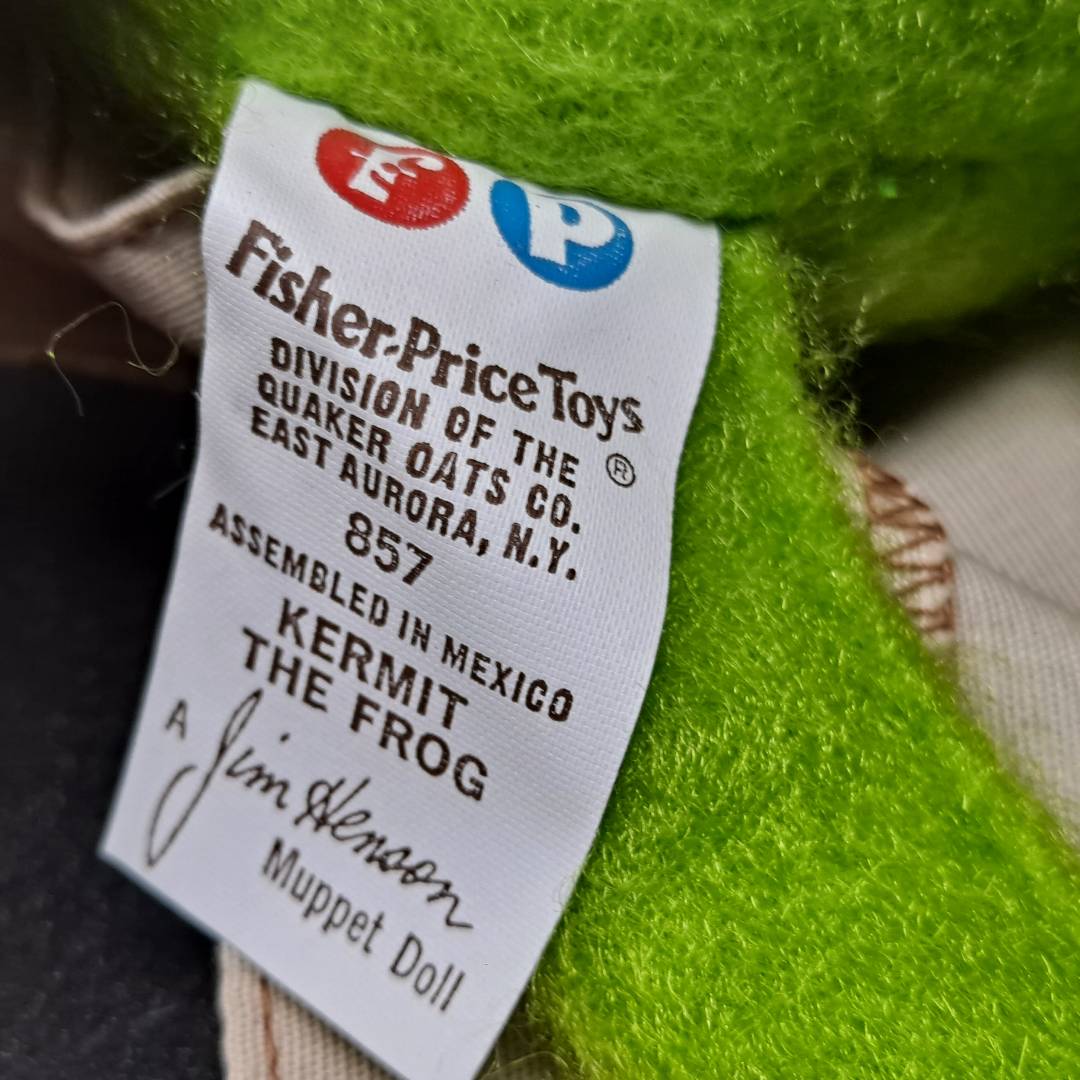 F-P
P
Fisher-Price Toys
DIVISION OF THE
QUAKER OATS CO. ®
EAST AURORA, N.Y.
857
ASSEMBLED IN MEXICO
KERMIT
THE FROG
A Jim Henson
Muppet Doll